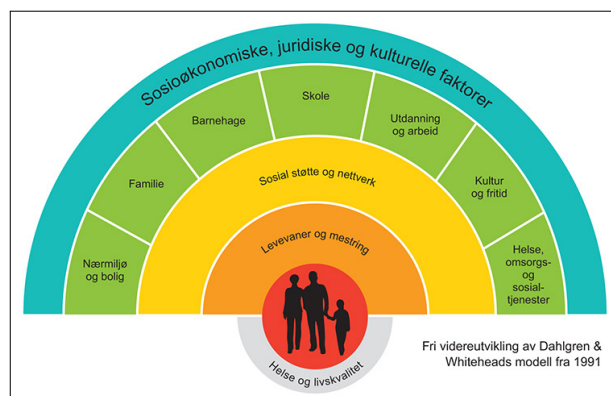 Sosioøkonomiske, juridiske og kulturelle faktorer
Nærmiljø
og bolig
Familie
Barnehage
Skole
Utdanning
og arbeid
Kultur
og fritid
Helse,
omsorgs-
og
sosial-
tjenester
Sosial støtte og nettverk
Levevaner og mestring
Helse og livskvalitet
Fri videreutvikling av Dahlgren &
Whiteheads modell fra 1991